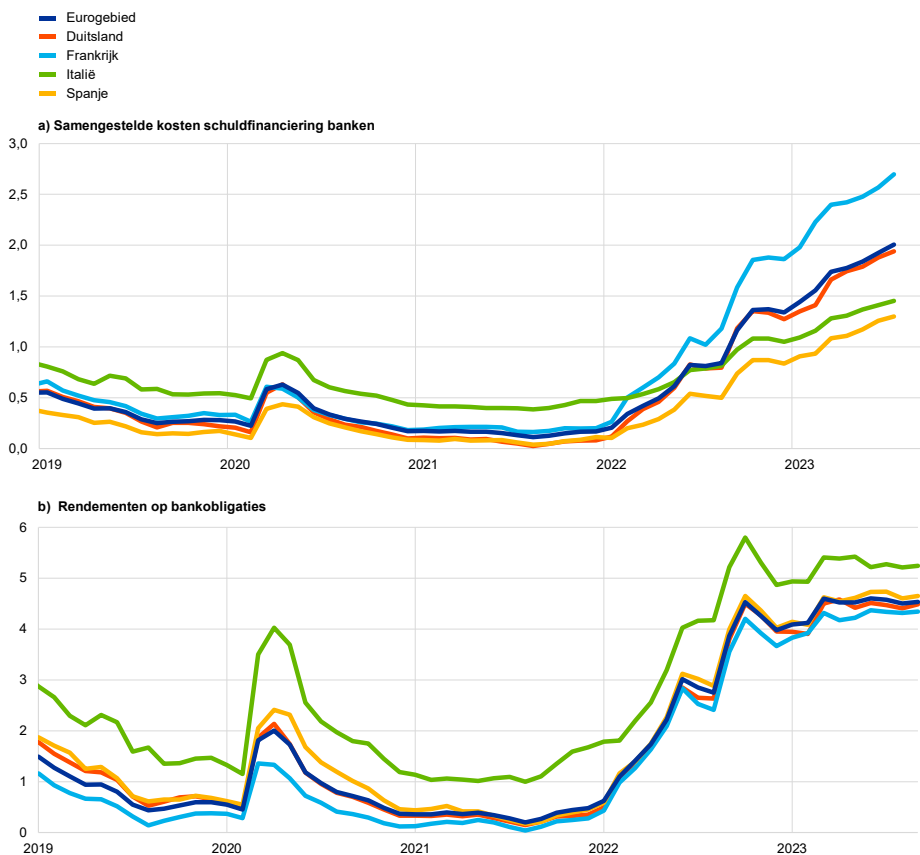 Eurogebied
Duitsland
Frankrijk
Italië
Spanje
a) Samengestelde kosten schuldfinanciering banken
3,0
2,5
2,0
1,5
1,0
0,5
0,0
2019 2020 2021 2022 2023
b) Rendementen op bankobligaties
6
5
4
3
2
1
0
2019 2020 2021 2022 2023